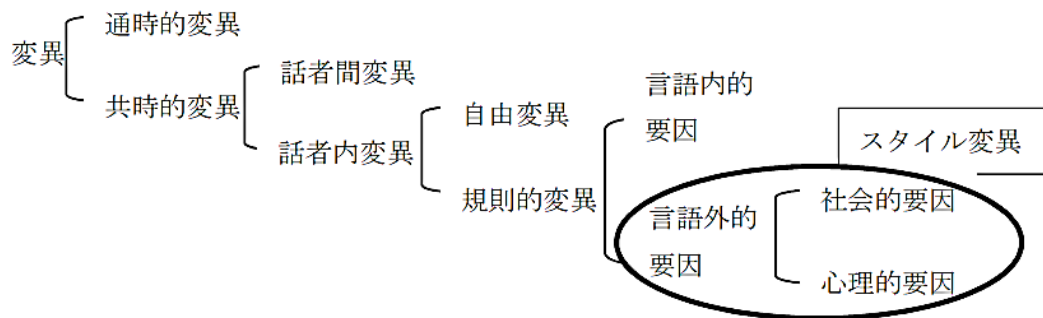 変異
通時的変異
共時的変異
話者間変異
話者内変異
自由変異
規則的変異
言語内的
要因
言語外的
要因
スタイル変異
社会的要因
心理的要因